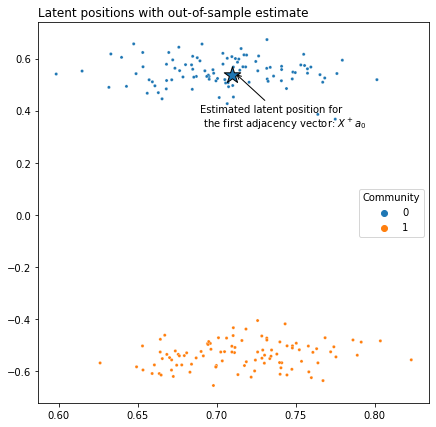 Latent positions with out-of-sample estimate
0.6
0.4
Estimated latent position for
the first adjacency vector: X⁺a₀
0.2
Community
0
1
0.0
−0.2
−0.4
−0.6
0.60 0.65 0.70 0.75 0.80